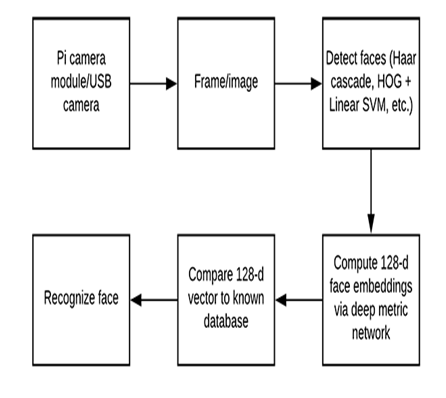 Pi camera
module/USB
camera
Frame/image
Detect faces (Haar
cascade, HOG +
Linear SVM, etc.)
Compute 128-d
face embeddings
via deep metric
network
Compare 128-d
vector to known
database
Recognize face